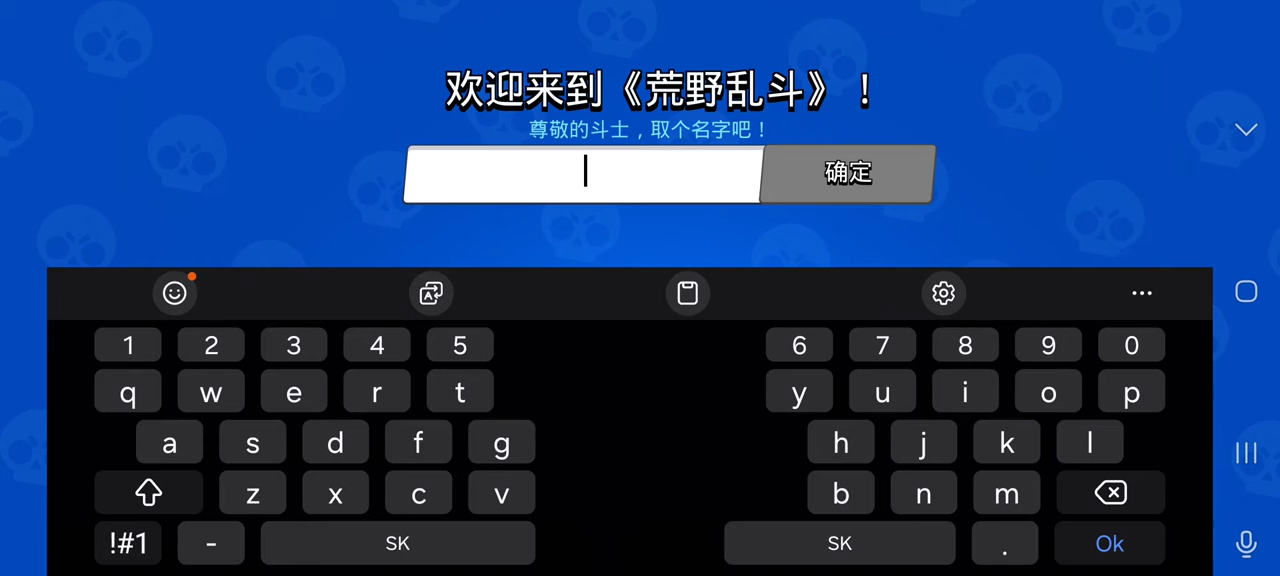 欢迎来到《荒野乱斗》！
尊敬的斗士，取个名字吧！
确定
1 2 3 4 5 6 7 8 9 0
q w e r t y u i o p
a s d f g h j k l
z x c v b n m
!#1 - SK SK . Ok